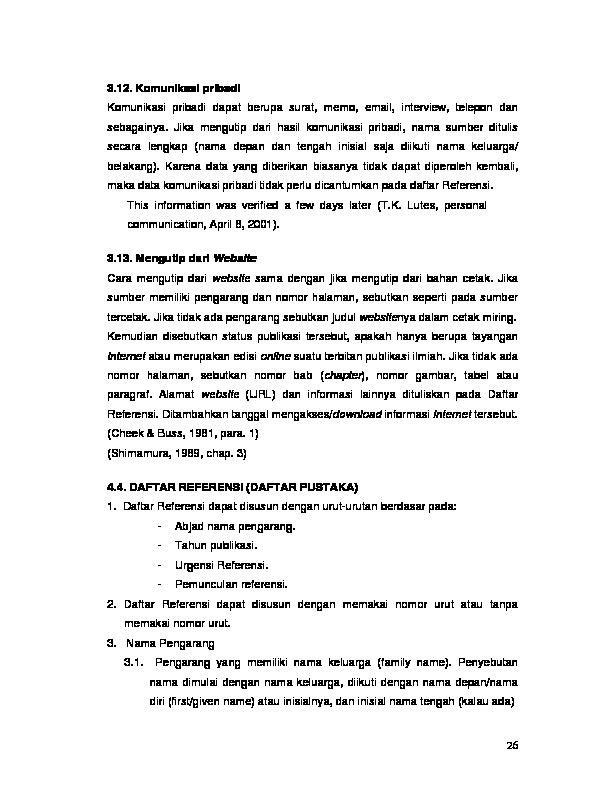 3.12. Komunikasi pribadi
Komunikasi pribadi dapat berupa surat, memo, email, interview, telepon dan
sebagainya. Jika mengutip dari hasil komunikasi pribadi, nama sumber ditulis
secara lengkap (nama depan dan tengah inisial saja diikuti nama keluarga/
belakang). Karena data yang diberikan biasanya tidak dapat diperoleh kembali,
maka data komunikasi pribadi tidak perlu dicantumkan pada daftar Referensi.
This information was verified a few days later (T.K. Lutes, personal
communication, April 8, 2001).
3.13. Mengutip dari Website
Cara mengutip dari website sama dengan jika mengutip dari bahan cetak. Jika
sumber memiliki pengarang dan nomor halaman, sebutkan seperti pada sumber
tercetak. Jika tidak ada pengarang sebutkan judul websitenya dalam cetak miring.
Kemudian disebutkan status publikasi tersebut, apakah hanya berupa tayangan
Internet atau merupakan edisi online suatu terbitan publikasi ilmiah. Jika tidak ada
nomor halaman, sebutkan nomor bab (chapter), nomor gambar, tabel atau
paragraf. Alamat website (URL) dan informasi lainnya dituliskan pada Daftar
Referensi. Ditambahkan tanggal mengakses/download informasi Internet tersebut.
(Cheek & Buss, 1981, para. 1)
(Shimamura, 1989, chap. 3)
4.4. DAFTAR REFERENSI (DAFTAR PUSTAKA)
1. Daftar Referensi dapat disusun dengan urut-urutan berdasar pada:
- Abjad nama pengarang.
- Tahun publikasi.
- Urgensi Referensi.
- Pemunculan referensi.
2. Daftar Referensi dapat disusun dengan memakai nomor urut atau tanpa
memakai nomor urut.
3. Nama Pengarang
3.1. Pengarang yang memiliki nama keluarga (family name). Penyebutan
nama dimulai dengan nama keluarga, diikuti dengan nama depan/nama
diri (first/given name) atau inisialnya, dan inisial nama tengah (kalau ada)
26